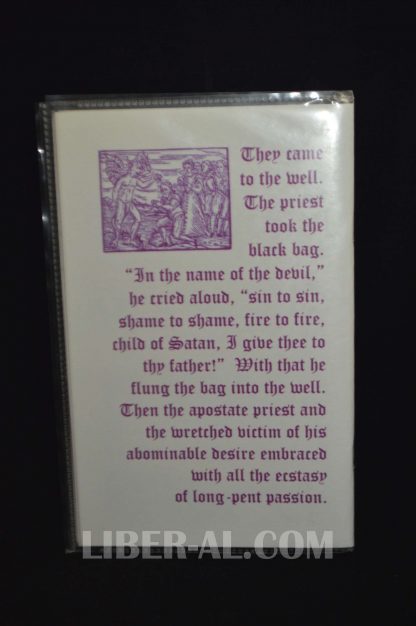 They came
to the well.
The priest
took the
black bag.
"In the name of the devil,"
he cried aloud, "sin to sin,
shame to shame, fire to fire,
child of Satan, I give thee to
thy father!" With that he
flung the bag into the well.
Then the apostate priest and
the wretched victim of his
abominable desire embraced
with all the ecstasy
of long-pent passion.
LIBER-AL.COM